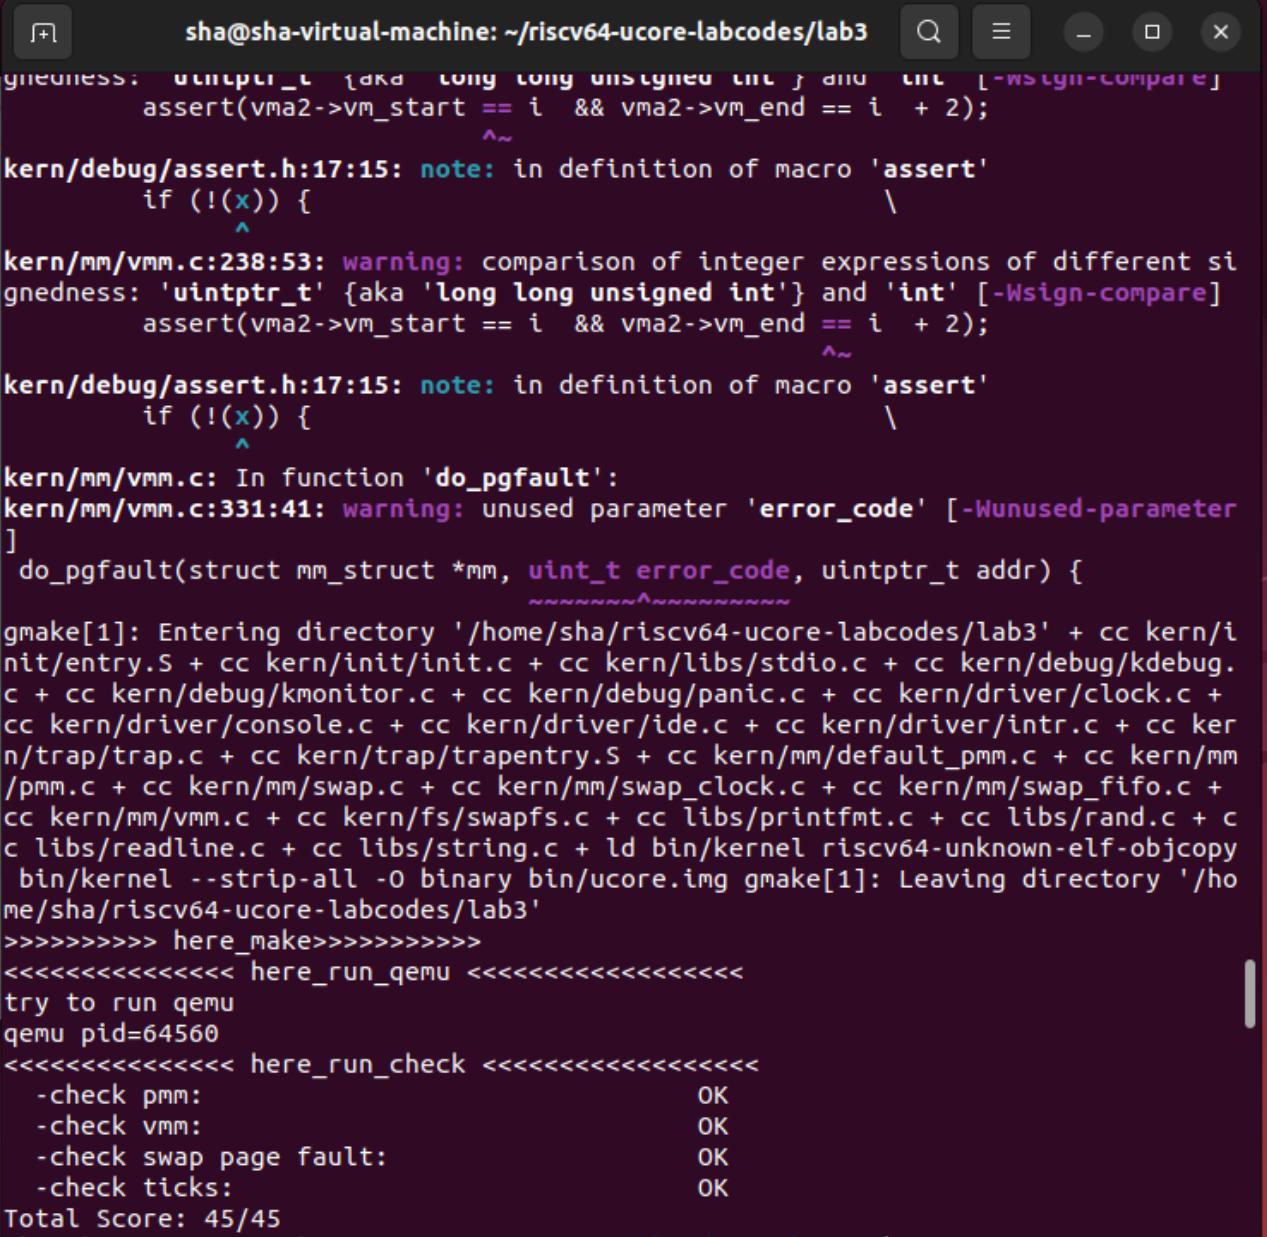 sha@sha-virtual-machine: ~/riscv64-ucore-labcodes/lab3
gnedness: 'uintptr_t' {aka 'long long unsigned int'} and 'int' [-Wsign-compare]
         assert(vma2->vm_start == i  && vma2->vm_end == i  + 2);
                               ^~
kern/debug/assert.h:17:15: note: in definition of macro 'assert'
         if (!(x)) {                                     \
               ^
kern/mm/vmm.c:238:53: warning: comparison of integer expressions of different si
gnedness: 'uintptr_t' {aka 'long long unsigned int'} and 'int' [-Wsign-compare]
         assert(vma2->vm_start == i  && vma2->vm_end == i  + 2);
                                                     ^~
kern/debug/assert.h:17:15: note: in definition of macro 'assert'
         if (!(x)) {                                     \
               ^
kern/mm/vmm.c: In function 'do_pgfault':
kern/mm/vmm.c:331:41: warning: unused parameter 'error_code' [-Wunused-parameter
]
 do_pgfault(struct mm_struct *mm, uint_t error_code, uintptr_t addr) {
                                  ~~~~~~~^~~~~~~~~~
gmake[1]: Entering directory '/home/sha/riscv64-ucore-labcodes/lab3' + cc kern/i
nit/entry.S + cc kern/init/init.c + cc kern/libs/stdio.c + cc kern/debug/kdebug.
c + cc kern/debug/kmonitor.c + cc kern/debug/panic.c + cc kern/driver/clock.c +
cc kern/driver/console.c + cc kern/driver/ide.c + cc kern/driver/intr.c + cc ker
n/trap/trap.c + cc kern/trap/trapentry.S + cc kern/mm/default_pmm.c + cc kern/mm
/pmm.c + cc kern/mm/swap.c + cc kern/mm/swap_clock.c + cc kern/mm/swap_fifo.c +
cc kern/mm/vmm.c + cc kern/fs/swapfs.c + cc libs/printfmt.c + cc libs/rand.c + c
c libs/readline.c + cc libs/string.c + ld bin/kernel riscv64-unknown-elf-objcopy
 bin/kernel --strip-all -O binary bin/ucore.img gmake[1]: Leaving directory '/ho
me/sha/riscv64-ucore-labcodes/lab3'
>>>>>>>>>> here_make>>>>>>>>>>>
<<<<<<<<<<<<<<< here_run_qemu <<<<<<<<<<<<<<<<<<
try to run qemu
qemu pid=64560
<<<<<<<<<<<<<<< here_run_check <<<<<<<<<<<<<<<<<<
  -check pmm:                                OK
  -check vmm:                                OK
  -check swap page fault:                    OK
  -check ticks:                              OK
Total Score: 45/45